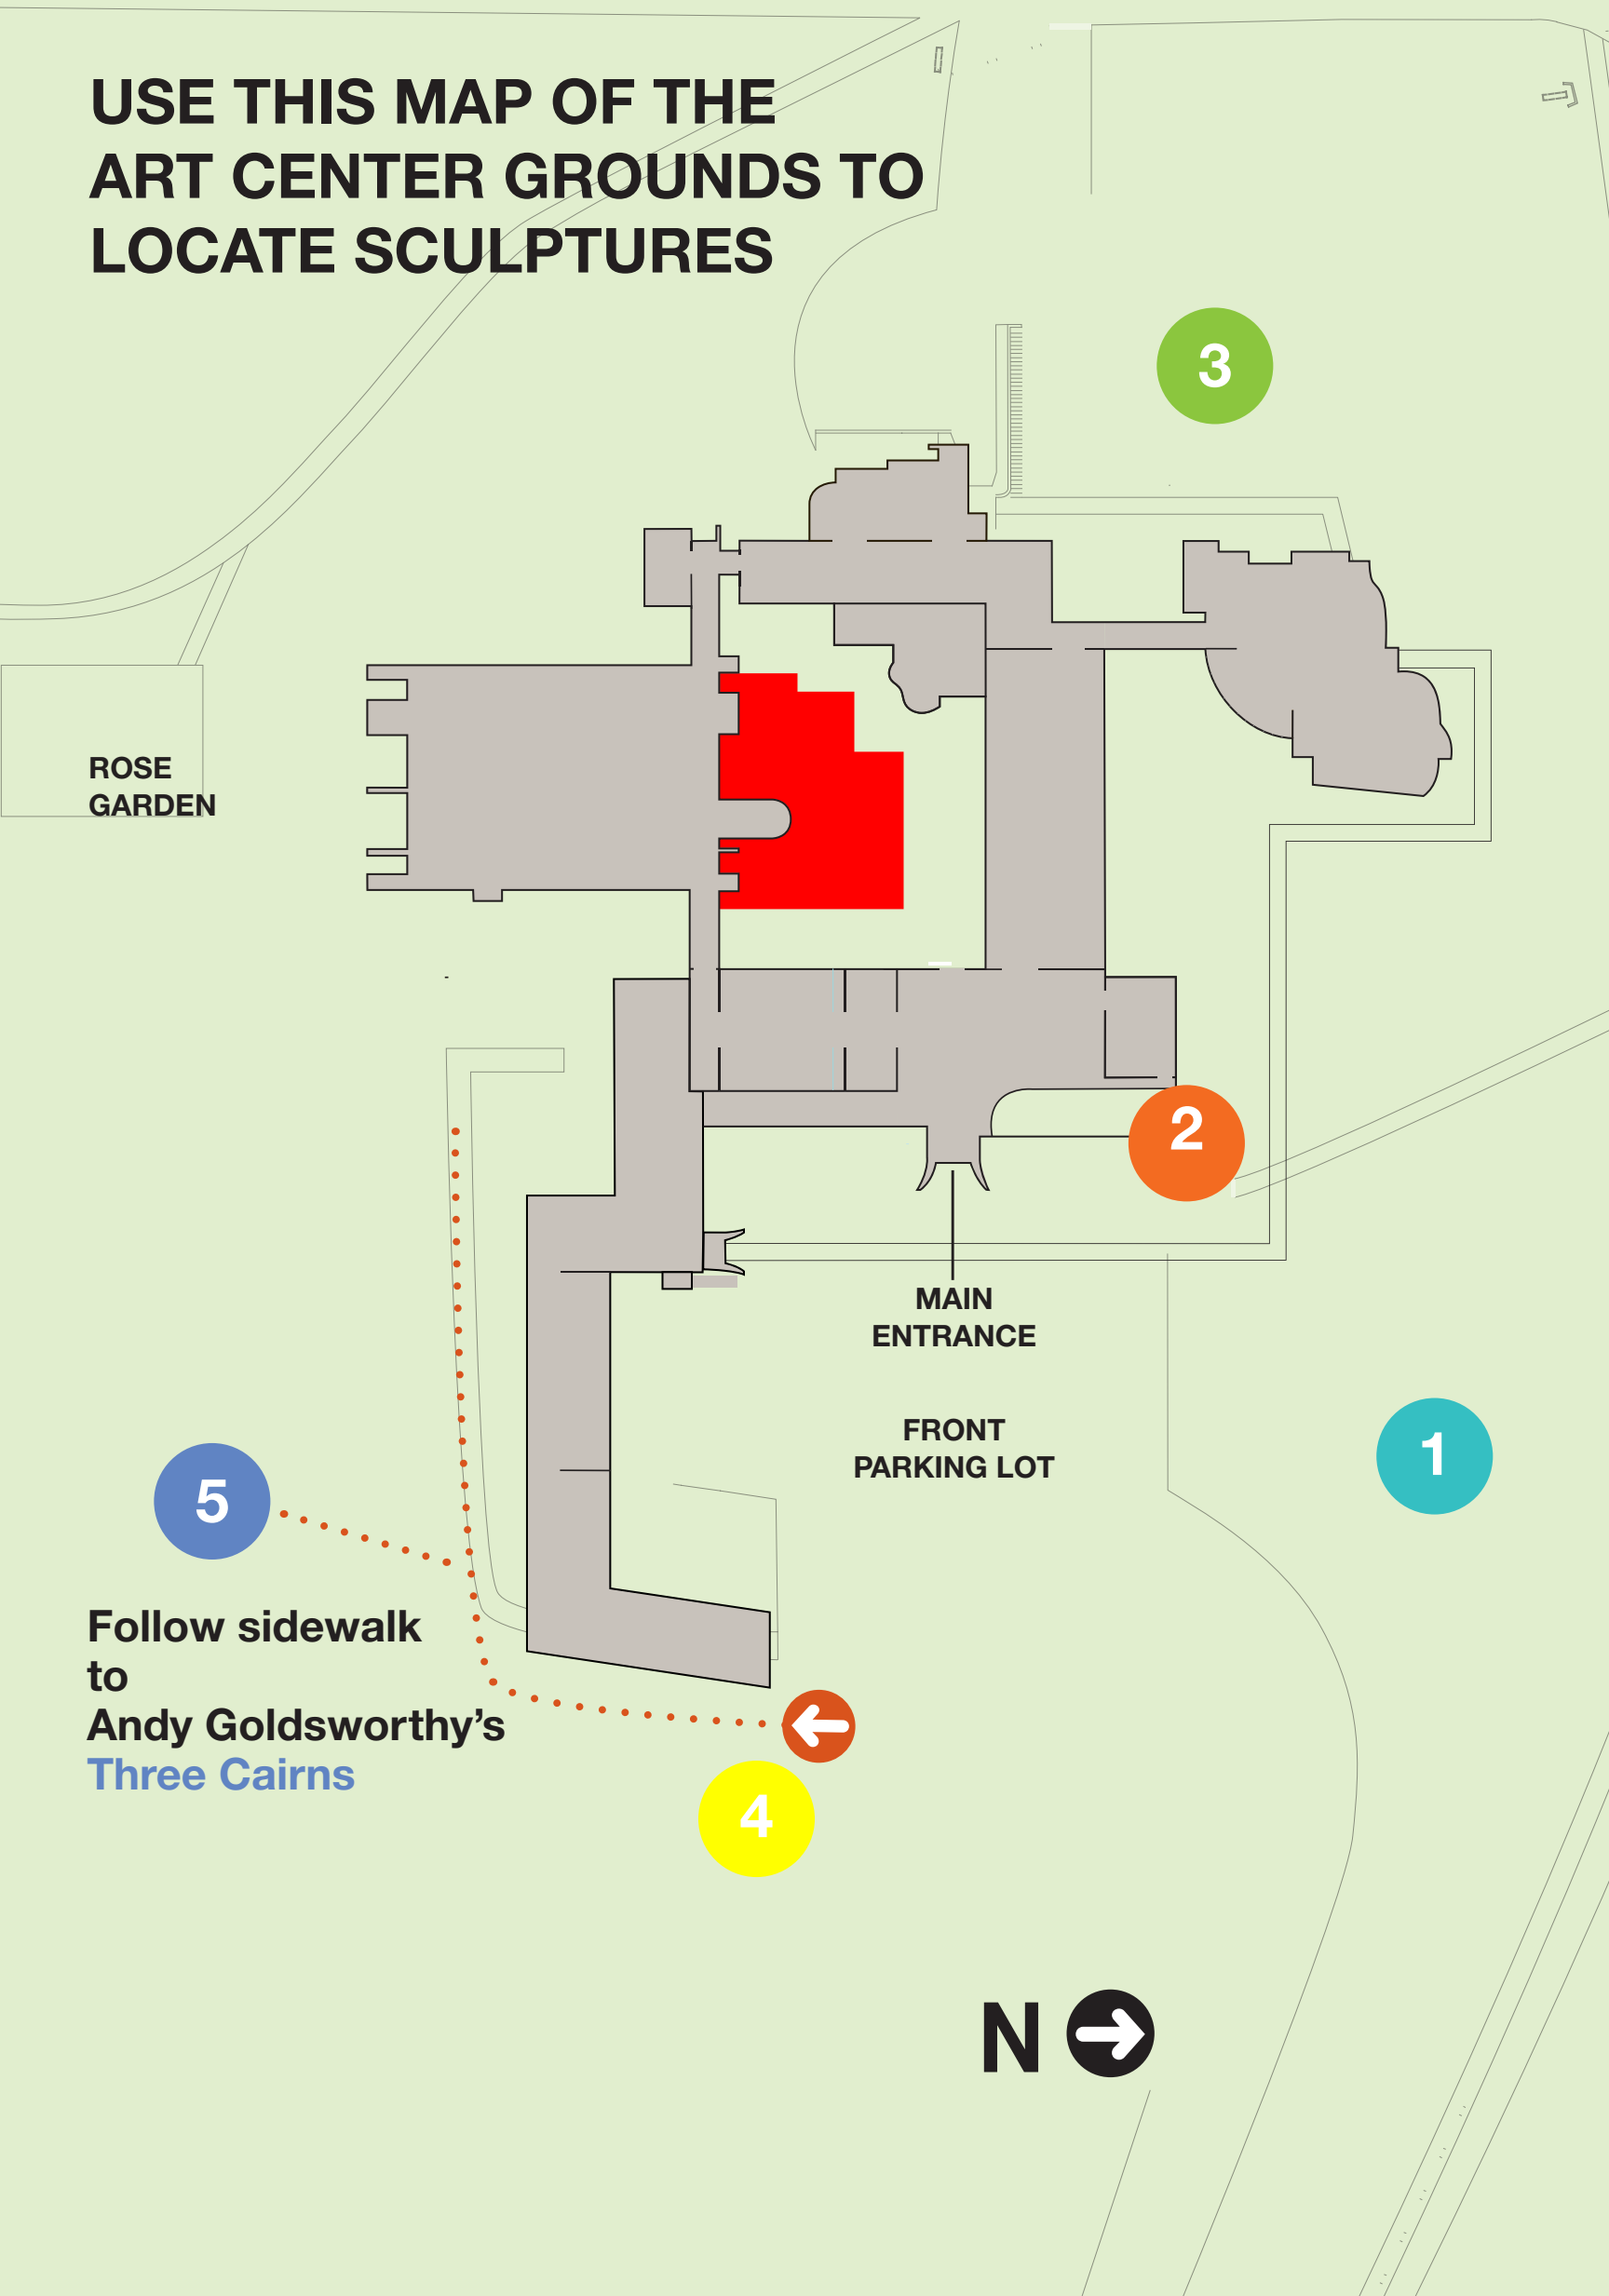 USE THIS MAP OF THE
ART CENTER GROUNDS TO
LOCATE SCULPTURES
3
ROSE
GARDEN
2
MAIN
ENTRANCE
FRONT
PARKING LOT
1
5
Follow sidewalk
to
Andy Goldsworthy’s
Three Cairns
4
N